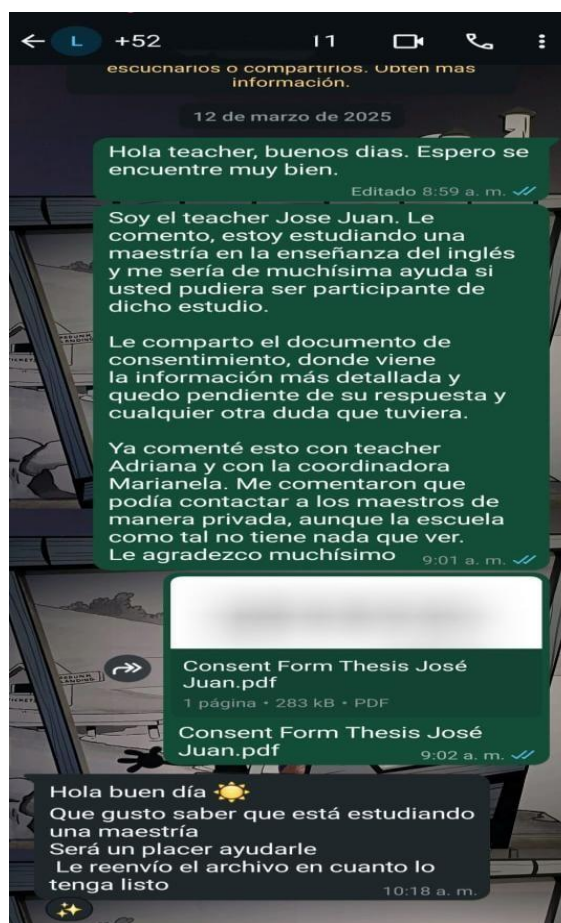 L +52 11
escucharlos o compartirlos. Obtén más
información.
12 de marzo de 2025
Hola teacher, buenos dias. Espero se
encuentre muy bien.
Editado 8:59 a. m.
Soy el teacher Jose Juan. Le
comento, estoy estudiando una
maestría en la enseñanza del inglés
y me sería de muchísima ayuda si
usted pudiera ser participante de
dicho estudio.
Le comparto el documento de
consentimiento, donde viene
la información más detallada y
quedo pendiente de su respuesta y
cualquier otra duda que tuviera.
Ya comenté esto con teacher
Adriana y con la coordinadora
Marianela. Me comentaron que
podía contactar a los maestros de
manera privada, aunque la escuela
como tal no tiene nada que ver.
Le agradezco muchísimo 9:01 a. m.
Consent Form Thesis José
Juan.pdf
1 página • 283 kB • PDF
Consent Form Thesis José
Juan.pdf 9:02 a. m.
Hola buen día
Que gusto saber que está estudiando
una maestría
Será un placer ayudarle
Le reenvío el archivo en cuanto lo
tenga listo 10:18 a. m.